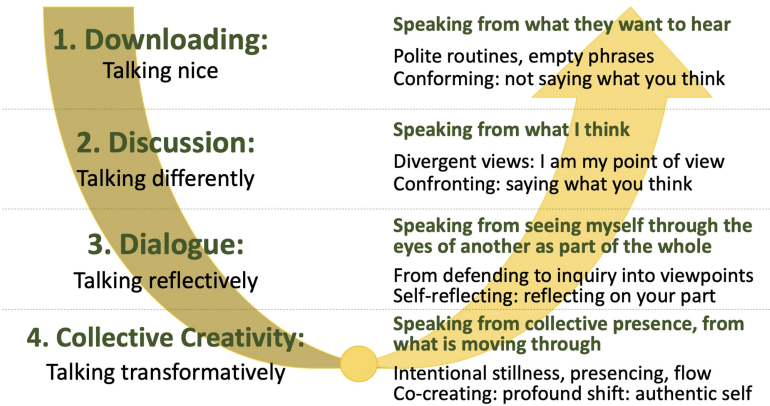 1. Downloading:
Talking nice
Speaking from what they want to hear
Polite routines, empty phrases
Conforming: not saying what you think
2. Discussion:
Talking differently
Speaking from what I think
Divergent views: I am my point of view
Confronting: saying what you think
3. Dialogue:
Talking reflectively
Speaking from seeing myself through the
eyes of another as part of the whole
From defending to inquiry into viewpoints
Self-reflecting: reflecting on your part
4. Collective Creativity:
Talking transformatively
Speaking from collective presence, from
what is moving through
Intentional stillness, presencing, flow
Co-creating: profound shift: authentic self